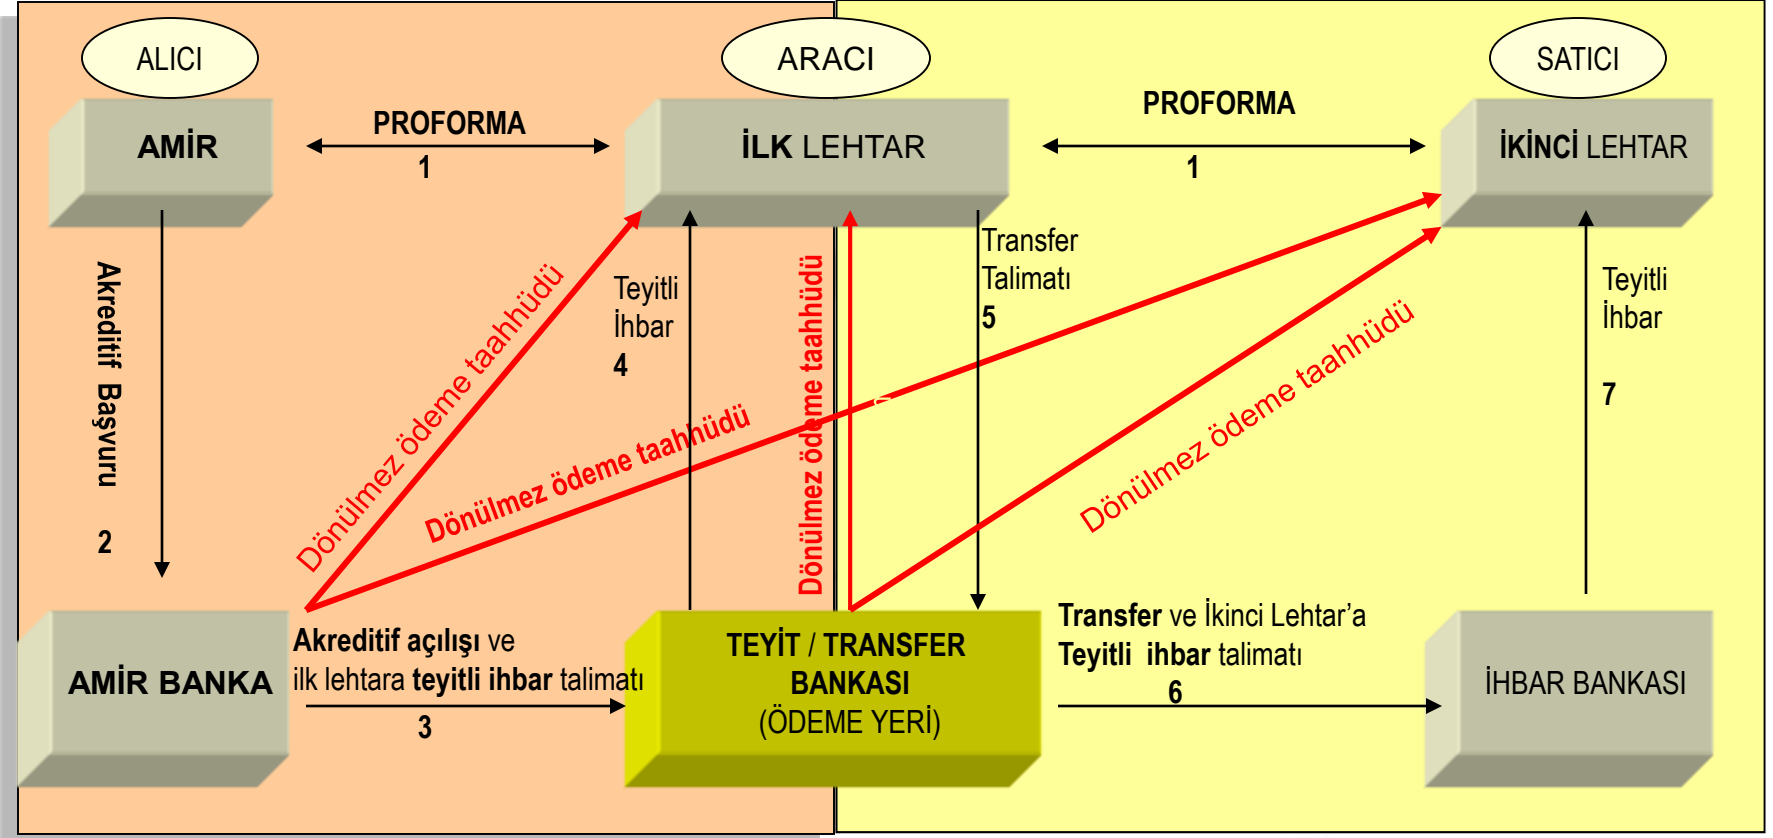 ALICI
ARACI
SATICI
AMİR
PROFORMA
1
İLK LEHTAR
PROFORMA
1
İKİNCİ LEHTAR
Akreditif Başvuru
2
Dönülmez ödeme taahhüdü
Dönülmez ödeme taahhüdü
Teyitli
İhbar
4
Dönülmez ödeme taahhüdü
Transfer
Talimatı
5
Dönülmez ödeme taahhüdü
Teyitli
İhbar
7
AMİR BANKA
Akreditif açılışı ve
ilk lehtara teyitli ihbar talimatı
3
TEYİT / TRANSFER
BANKASI
(ÖDEME YERİ)
Transfer ve İkinci Lehtar’a
Teyitli ihbar talimatı
6
İHBAR BANKASI